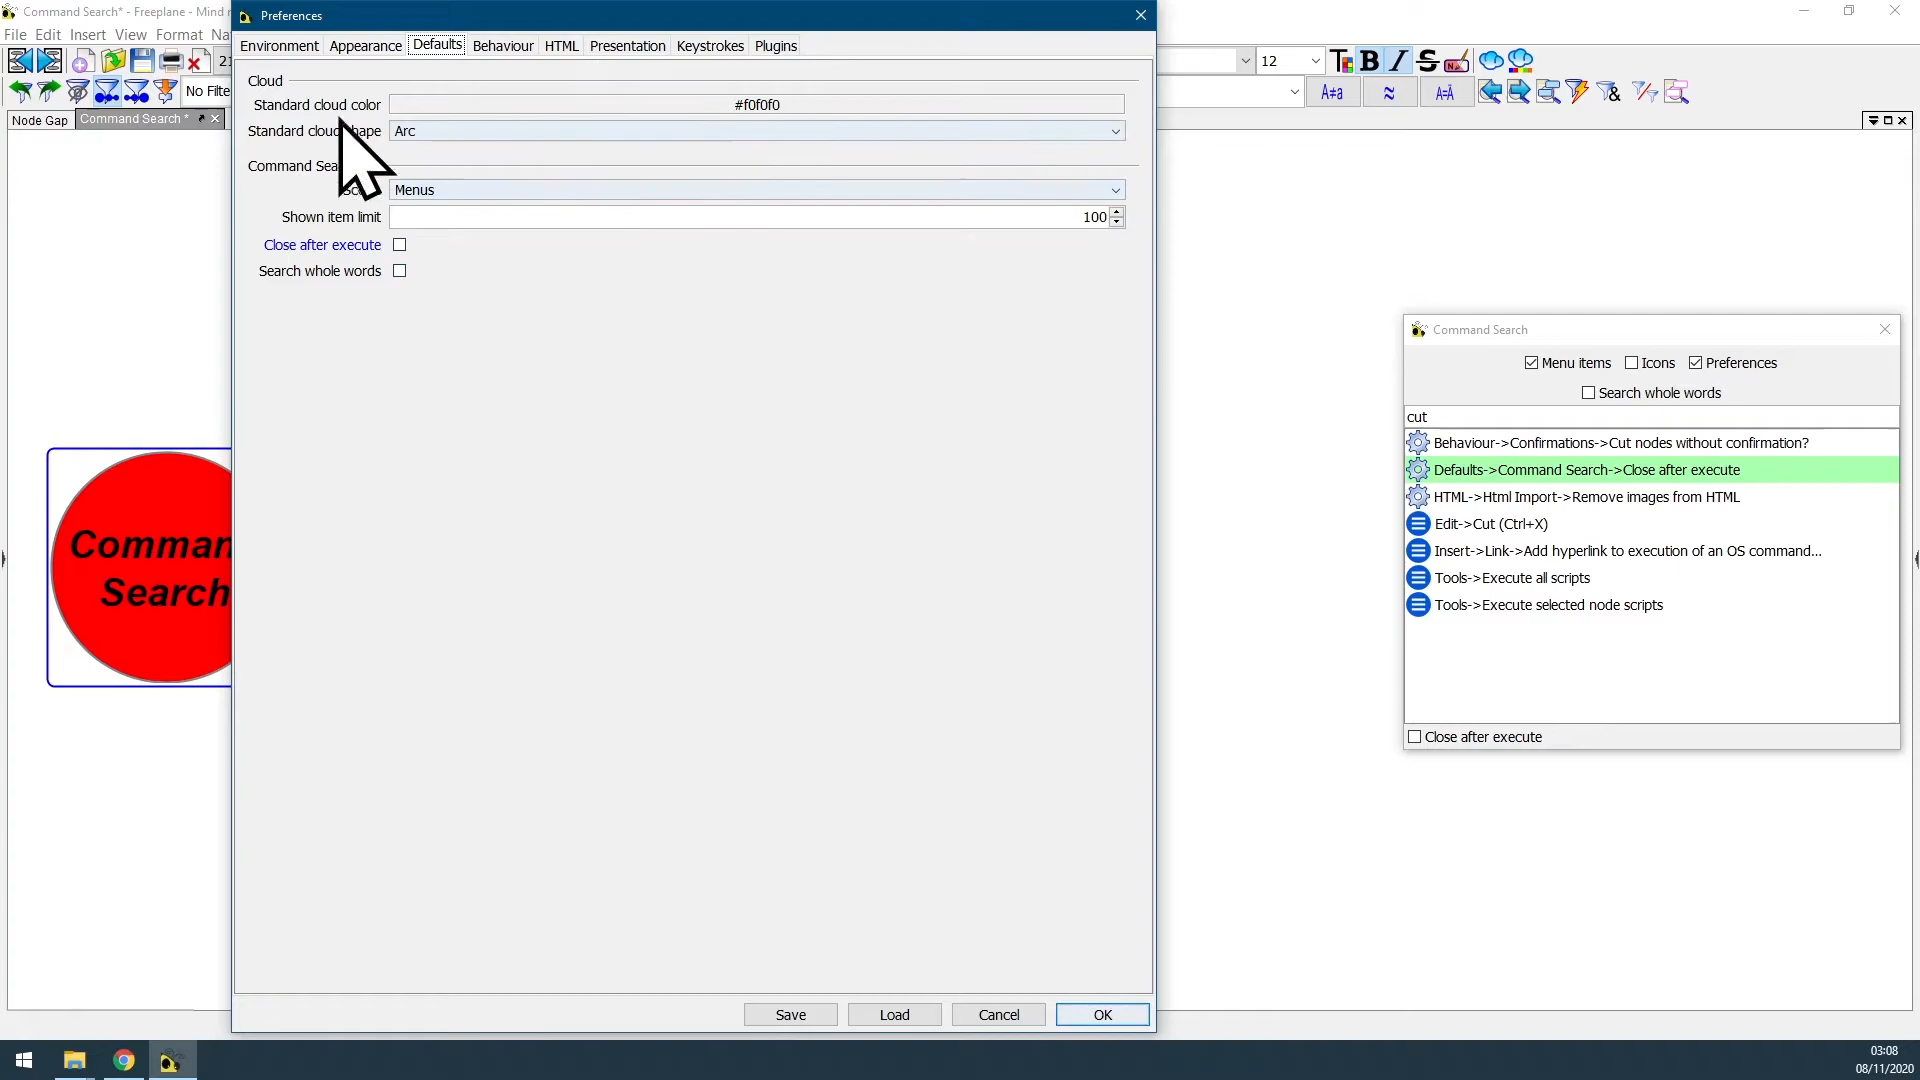 Command Search* - Freeplane - Mind
Preferences
File Edit Insert View Format
Environment Appearance Defaults Behaviour HTML Presentation Keystrokes Plugins
12
No Filte
Node Gap
Command Search *
Cloud
Standard cloud color #f0f0f0
Standard cloud shape Arc
Command Sea
Menus
Shown item limit 100
Close after execute
Search whole words
Comman
Search
Save
Load
Cancel
OK
Command Search
Menu items Icons Preferences
Search whole words
cut
Behaviour->Confirmations->Cut nodes without confirmation?
Defaults->Command Search->Close after execute
HTML->Html Import->Remove images from HTML
Edit->Cut (Ctrl+X)
Insert->Link->Add hyperlink to execution of an OS command...
Tools->Execute all scripts
Tools->Execute selected node scripts
Close after execute
03:08
08/11/2020